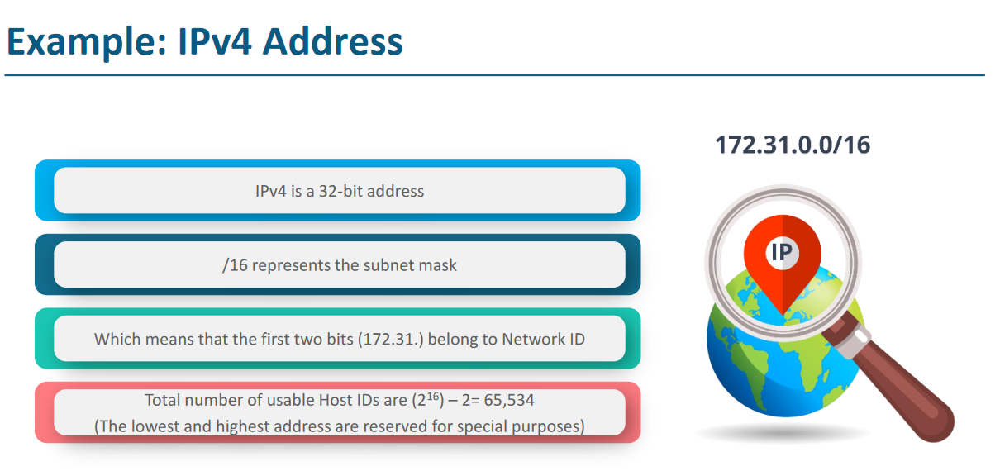 Example: IPv4 Address
172.31.0.0/16
IPv4 is a 32-bit address
/16 represents the subnet mask
Which means that the first two bits (172.31.) belong to Network ID
Total number of usable Host IDs are (2¹⁶) – 2= 65,534
(The lowest and highest address are reserved for special purposes)
IP